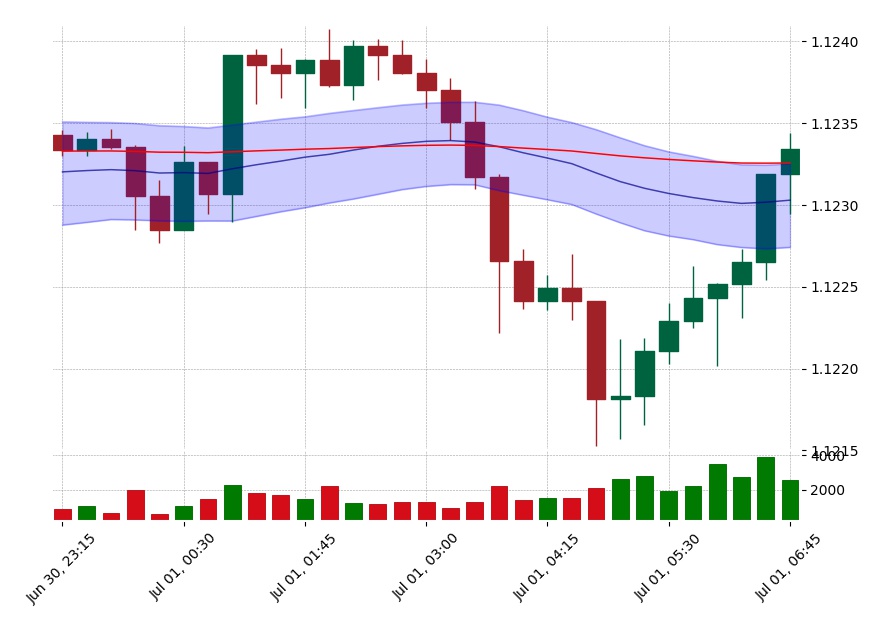 1.1240
1.1235
1.1230
1.1225
1.1220
1.1215
4000
2000
Jun 30, 23:15
Jul 01, 00:30
Jul 01, 01:45
Jul 01, 03:00
Jul 01, 04:15
Jul 01, 05:30
Jul 01, 06:45